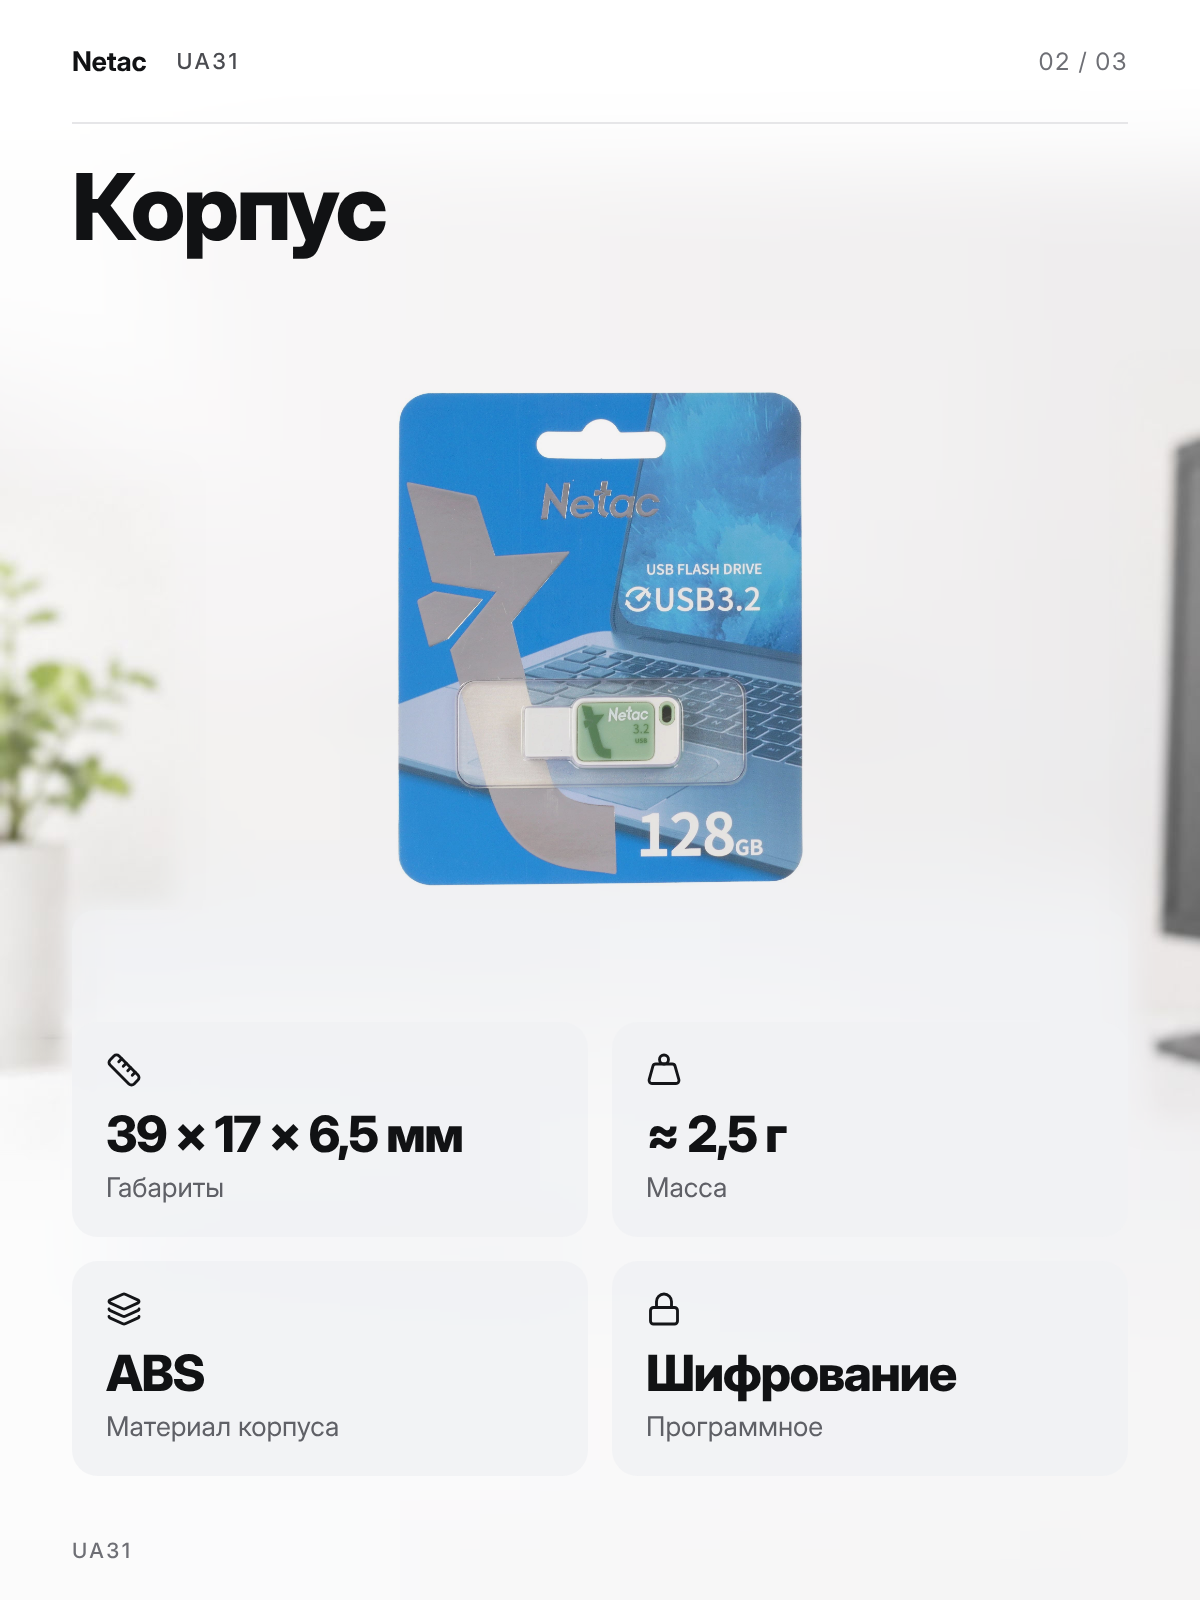 Netac UA31 02 / 03
Корпус
Netac
USB FLASH DRIVE
USB3.2
Netac
3.2
USB
128GB
39 × 17 × 6,5 мм
Габариты
≈ 2,5 г
Масса
ABS
Материал корпуса
Шифрование
Программное
UA31